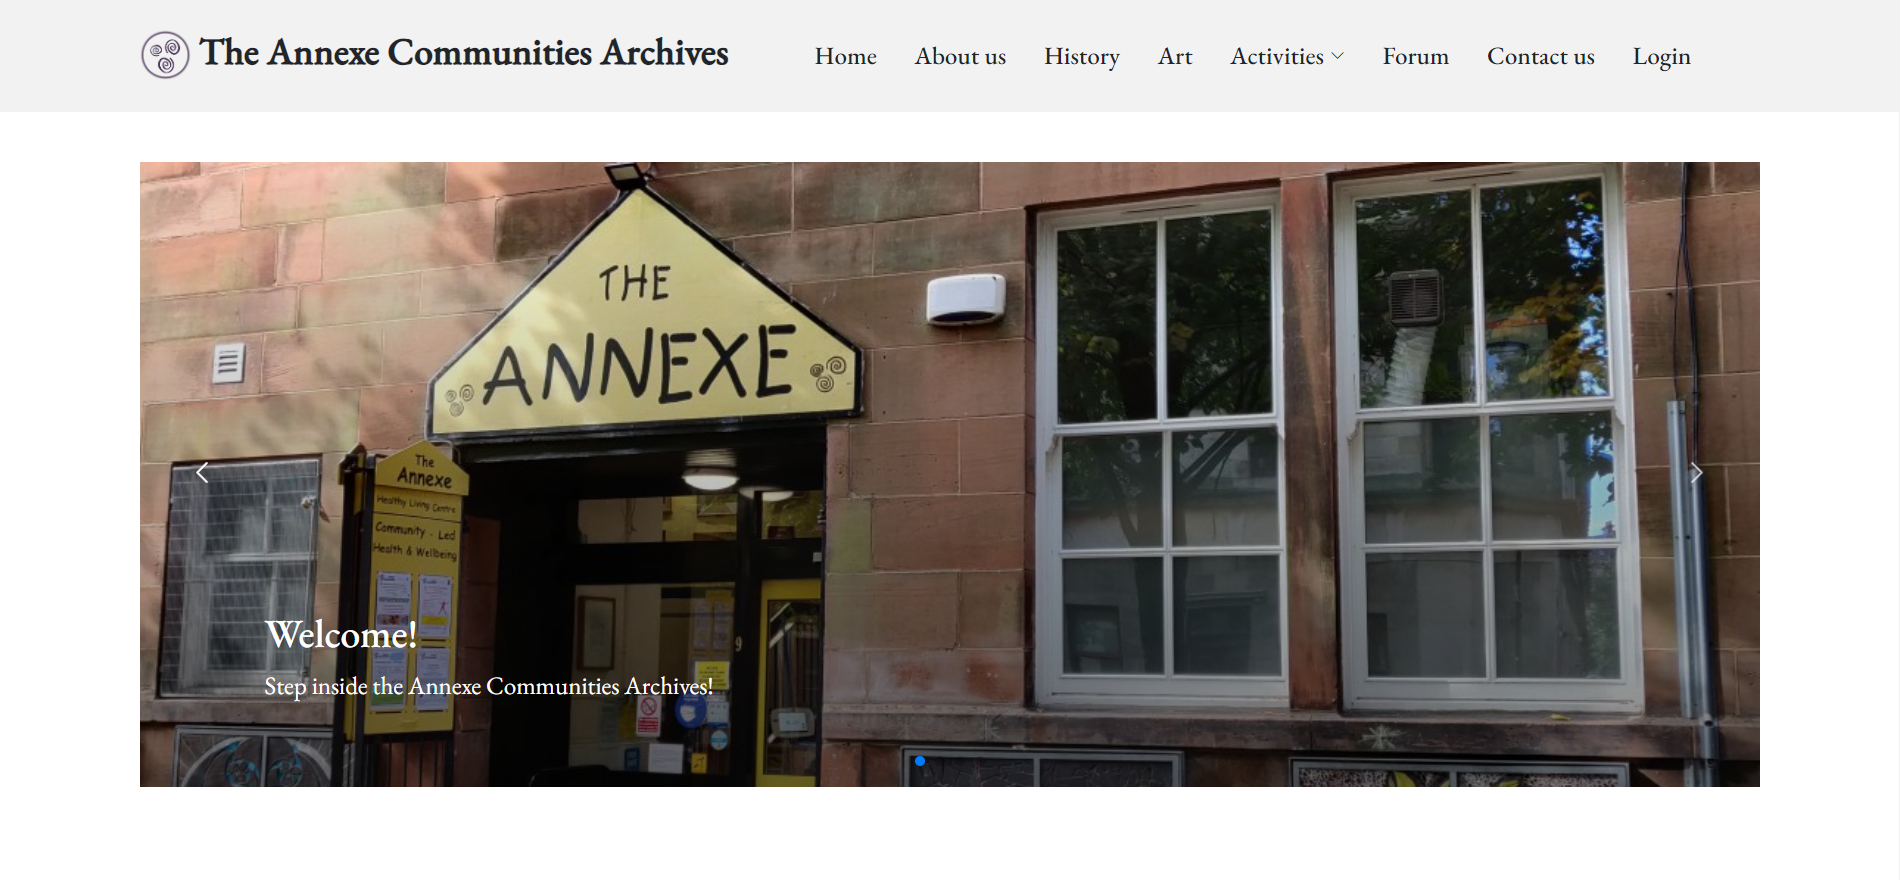 The Annexe Communities Archives
Home About us History Art Activities Forum Contact us Login
THE
ANNEXE
The
Annexe
Healthy Living Centre
Community - Led
Health & Wellbeing
9
Welcome!
Step inside the Annexe Communities Archives!